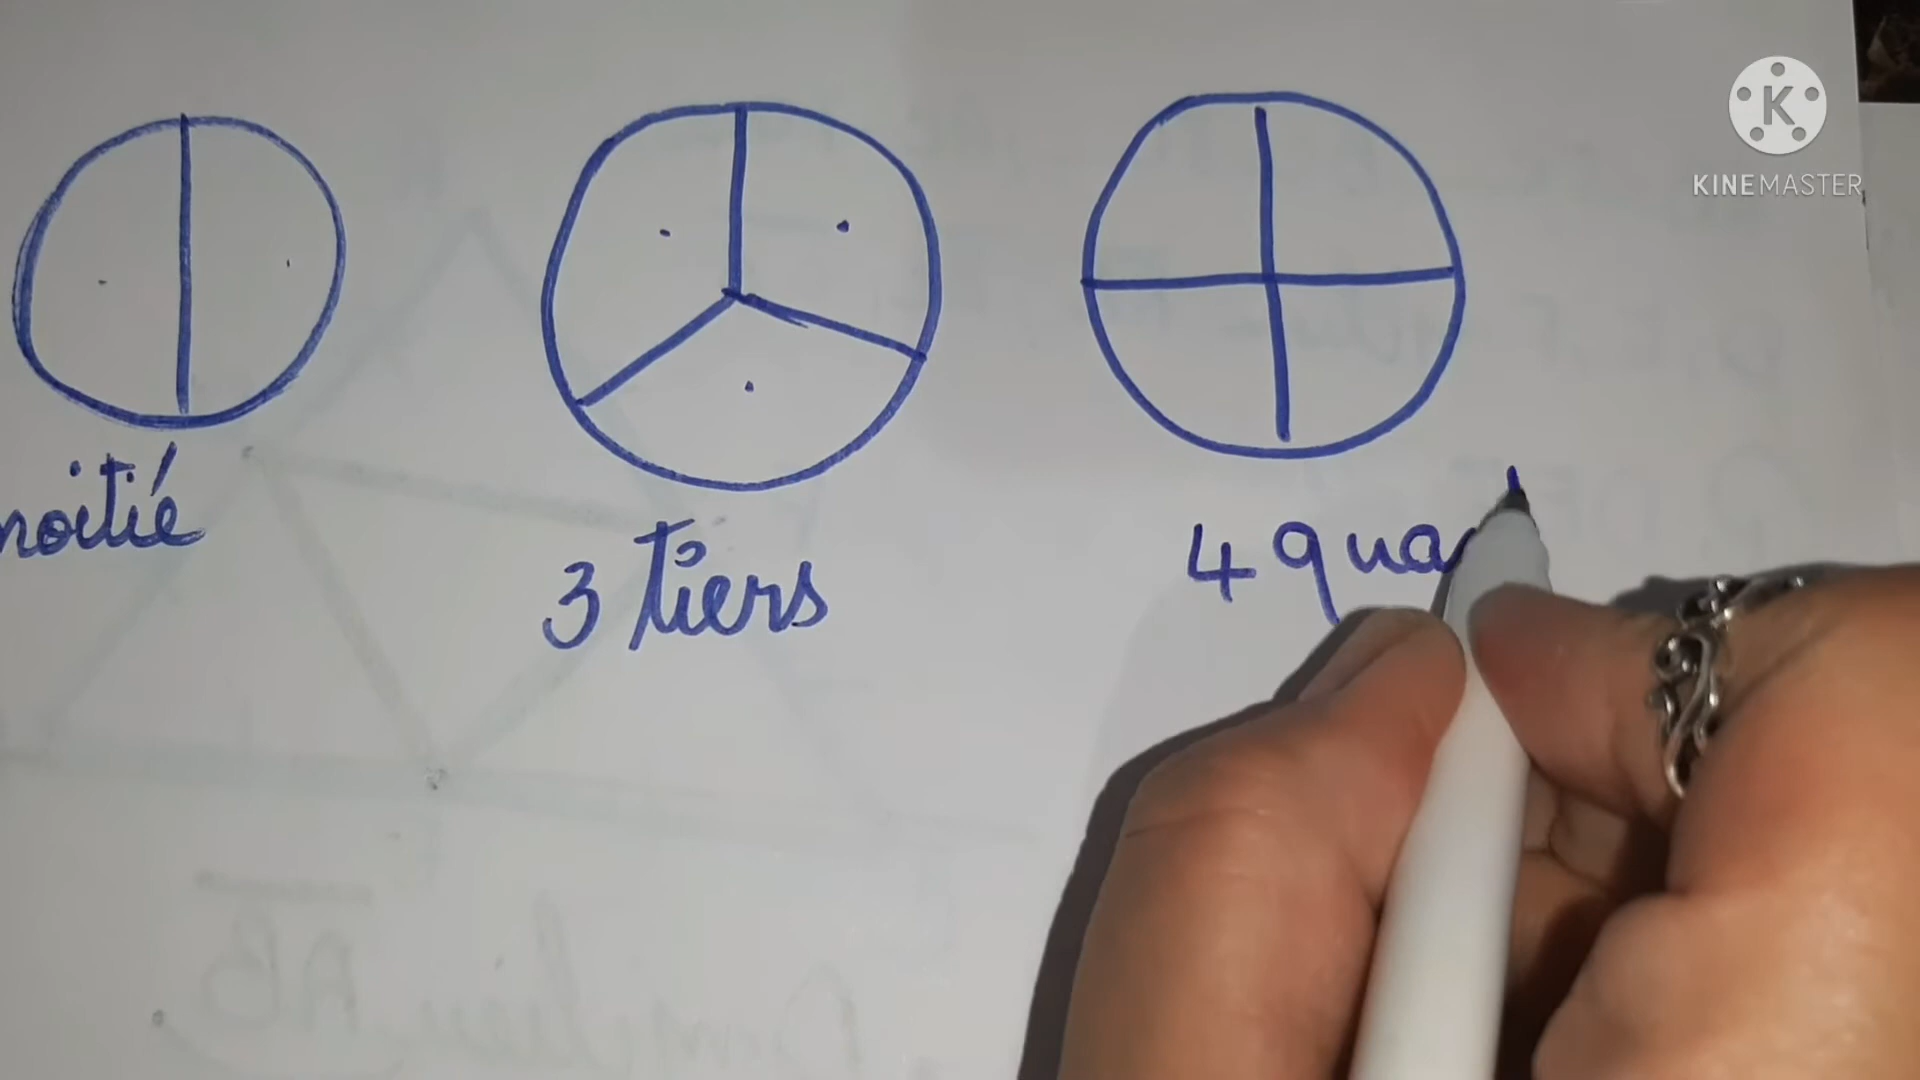 K
KINEMASTER
noitié
3 tiers
4 qua